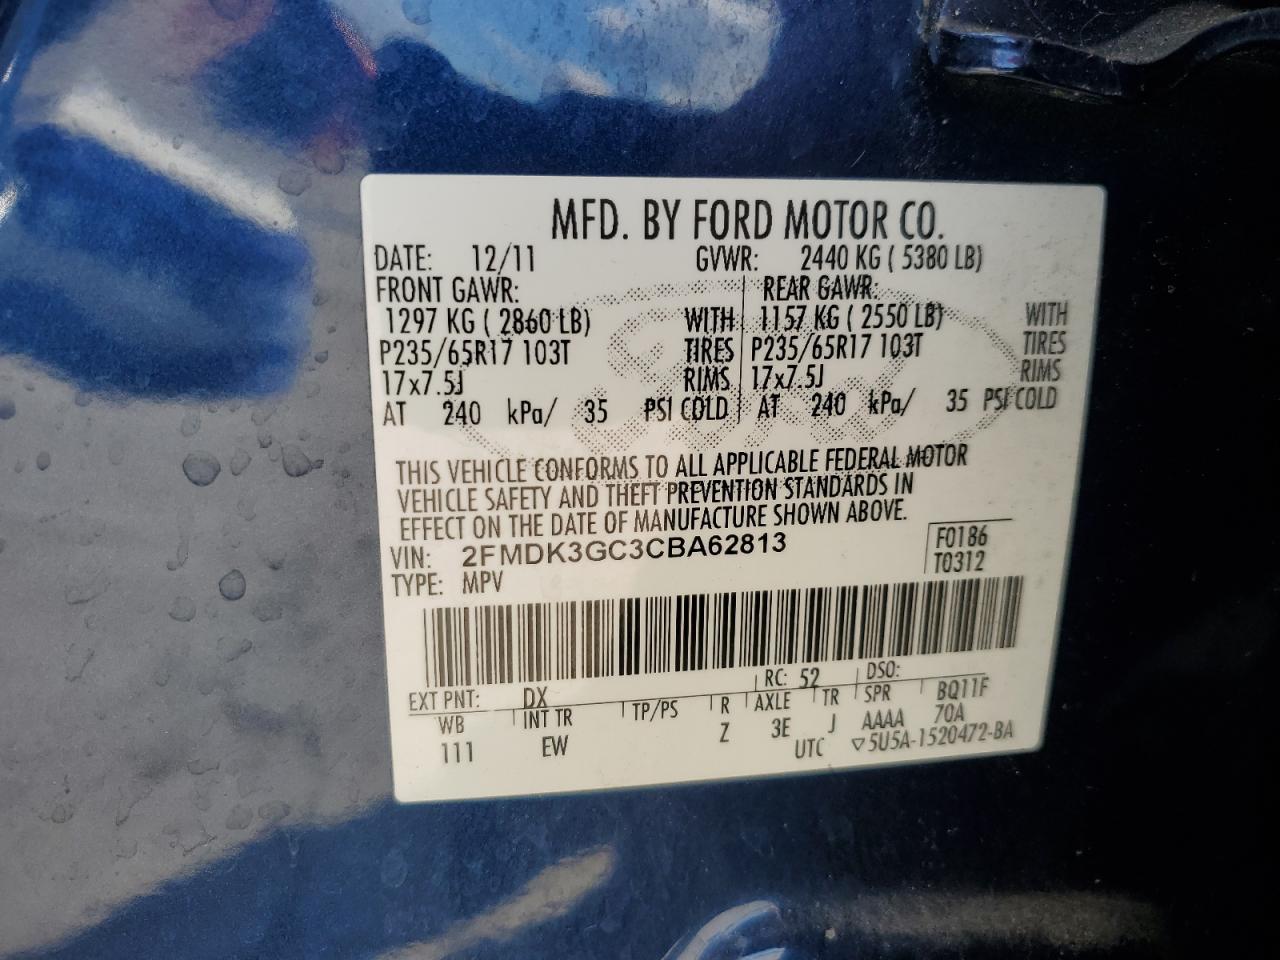 MFD. BY FORD MOTOR CO.
DATE: 12/11 GVWR: 2440 KG ( 5380 LB)
FRONT GAWR: REAR GAWR:
1297 KG ( 2860 LB) WITH 1157 KG ( 2550 LB) WITH
P235/65R17 103T TIRES P235/65R17 103T TIRES
17x7.5J RIMS 17x7.5J RIMS
AT 240 kPa/ 35 PSI COLD AT 240 kPa/ 35 PSI COLD
THIS VEHICLE CONFORMS TO ALL APPLICABLE FEDERAL MOTOR
VEHICLE SAFETY AND THEFT PREVENTION STANDARDS IN
EFFECT ON THE DATE OF MANUFACTURE SHOWN ABOVE.
VIN: 2FMDK3GC3CBA62813 F0186
TYPE: MPV T0312
EXT PNT: DX RC: 52 DSO:
WB INT TR TP/PS R AXLE TR SPR BQ11F
111 EW Z 3E J AAAA 70A
UTC ▽5U5A-1520472-BA